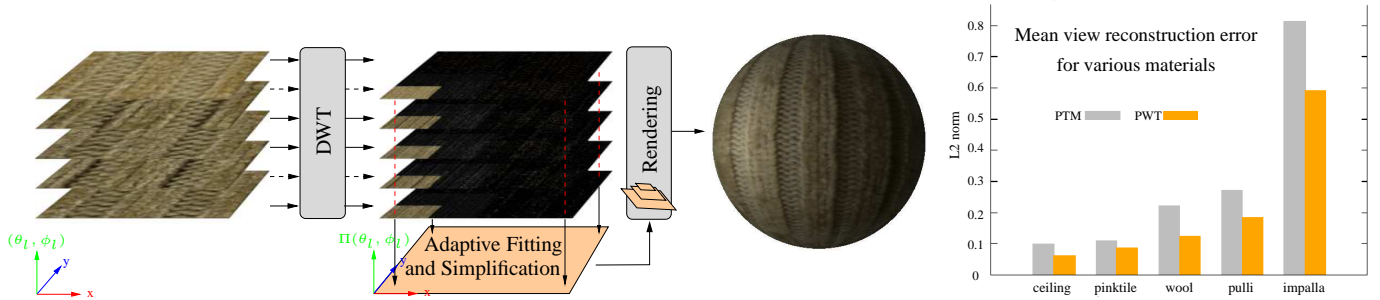 (θl, ϕl)
y
x
DWT
Π(θl, ϕl)
y
x
Adaptive Fitting
and Simplification
Rendering
Mean view reconstruction error
for various materials
PTM
PWT
L2 norm
0.8
0.7
0.6
0.5
0.4
0.3
0.2
0.1
0
ceiling
pinktile
wool
pulli
impalla